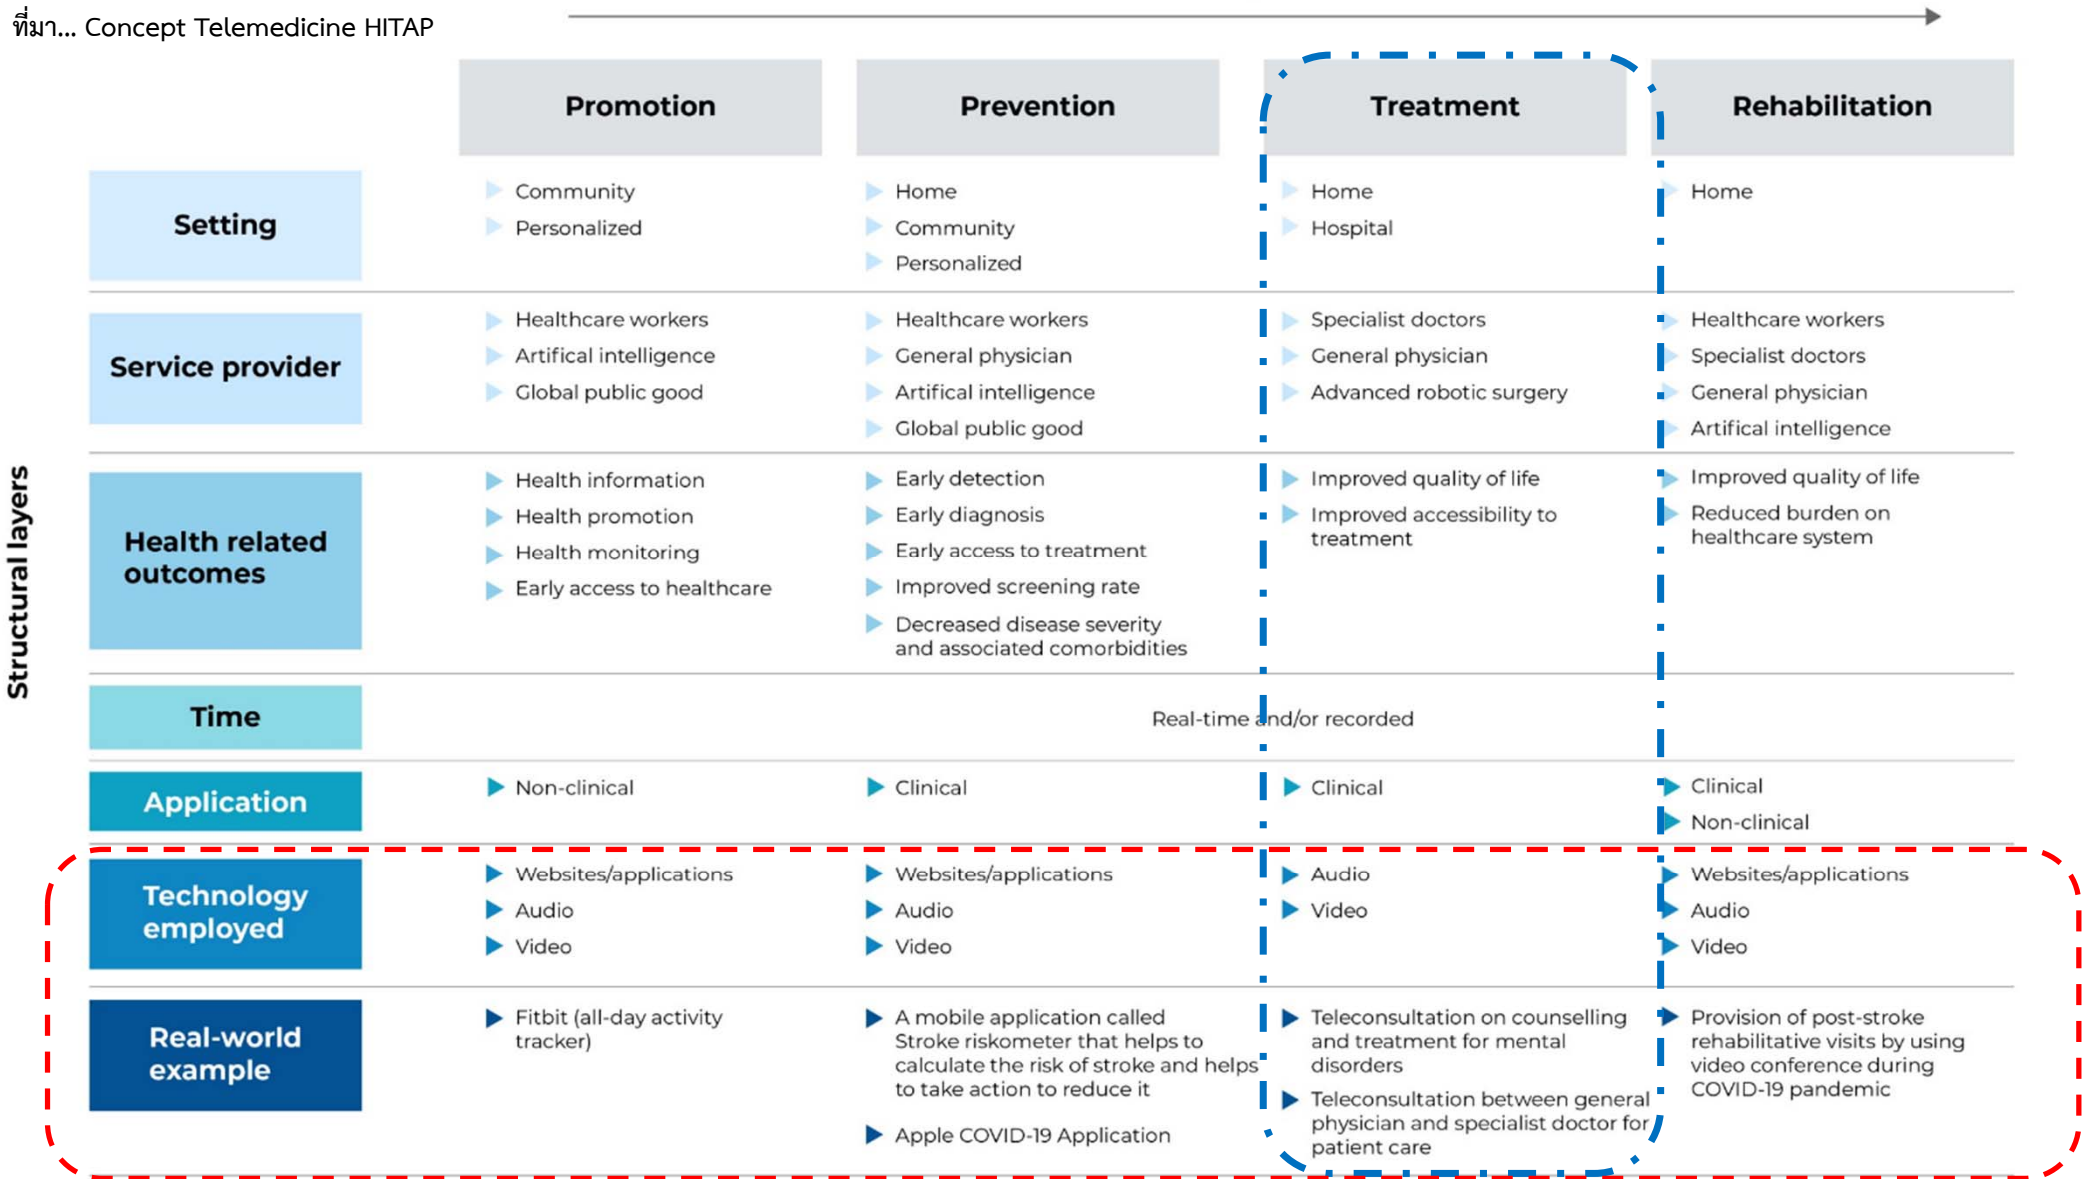 ที่มา... Concept Telemedicine HITAP
Promotion
Prevention
Treatment
Rehabilitation
Structural layers
Setting
Community
Personalized
Home
Community
Personalized
Home
Hospital
Home
Service provider
Healthcare workers
Artifical intelligence
Global public good
Healthcare workers
General physician
Artifical intelligence
Global public good
Specialist doctors
General physician
Advanced robotic surgery
Healthcare workers
Specialist doctors
General physician
Artifical intelligence
Health related
outcomes
Health information
Health promotion
Health monitoring
Early access to healthcare
Early detection
Early diagnosis
Early access to treatment
Improved screening rate
Decreased disease severity
and associated comorbidities
Improved quality of life
Improved accessibility to
treatment
Improved quality of life
Reduced burden on
healthcare system
Time
Real-time and/or recorded
Application
Non-clinical
Clinical
Clinical
Clinical
Non-clinical
Technology
employed
Websites/applications
Audio
Video
Websites/applications
Audio
Video
Audio
Video
Websites/applications
Audio
Video
Real-world
example
Fitbit (all-day activity
tracker)
A mobile application called
Stroke riskometer that helps to
calculate the risk of stroke and helps
to take action to reduce it
Apple COVID-19 Application
Teleconsultation on counselling
and treatment for mental
disorders
Teleconsultation between general
physician and specialist doctor for
patient care
Provision of post-stroke
rehabilitative visits by using
video conference during
COVID-19 pandemic